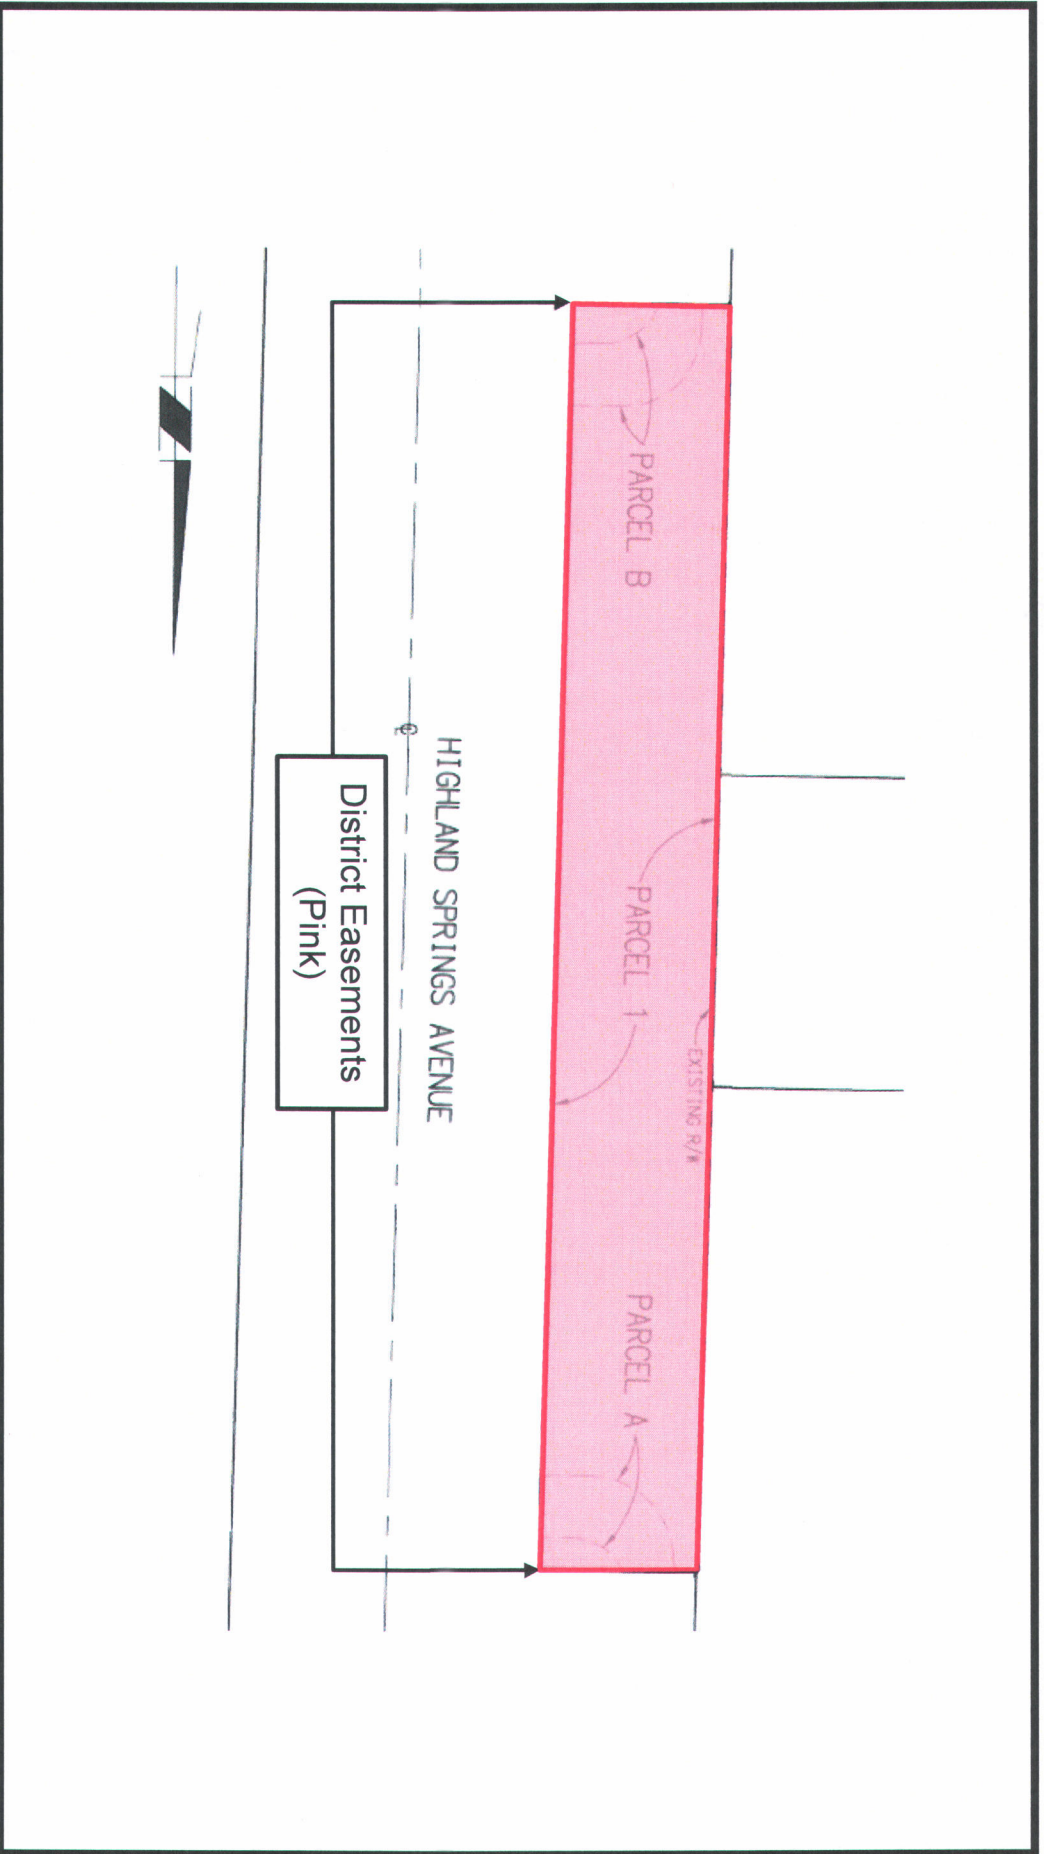 PARCEL B
PARCEL 1
EXISTING R/W
PARCEL A
HIGHLAND SPRINGS AVENUE
District Easements
(Pink)